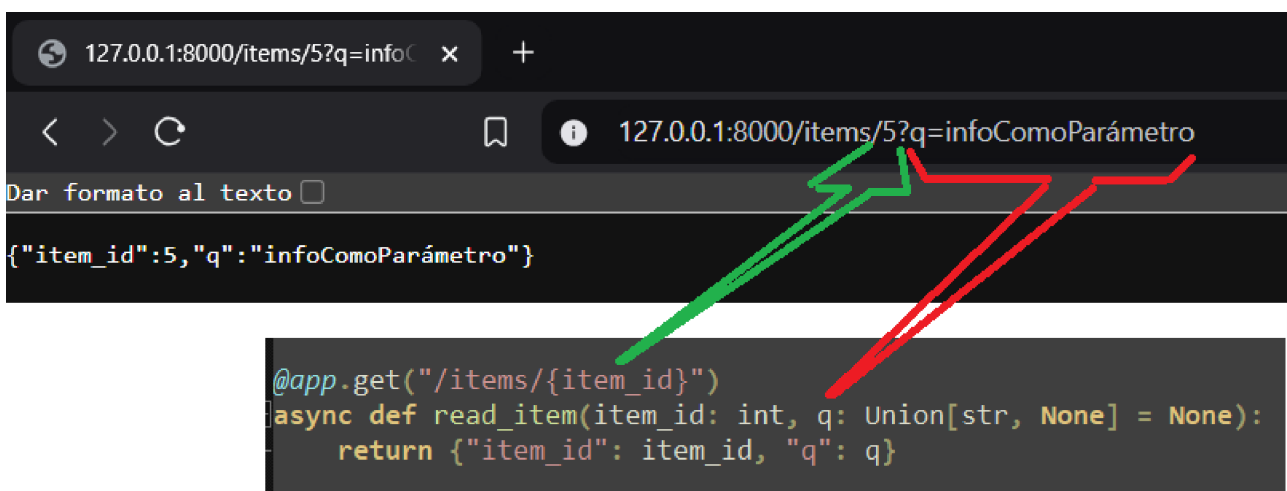 127.0.0.1:8000/items/5?q=info
127.0.0.1:8000/items/5?q=infoComoParámetro
Dar formato al texto
{"item_id":5,"q":"infoComoParámetro"}
@app.get("/items/{item_id}")
async def read_item(item_id: int, q: Union[str, None] = None):
return {"item_id": item_id, "q": q}